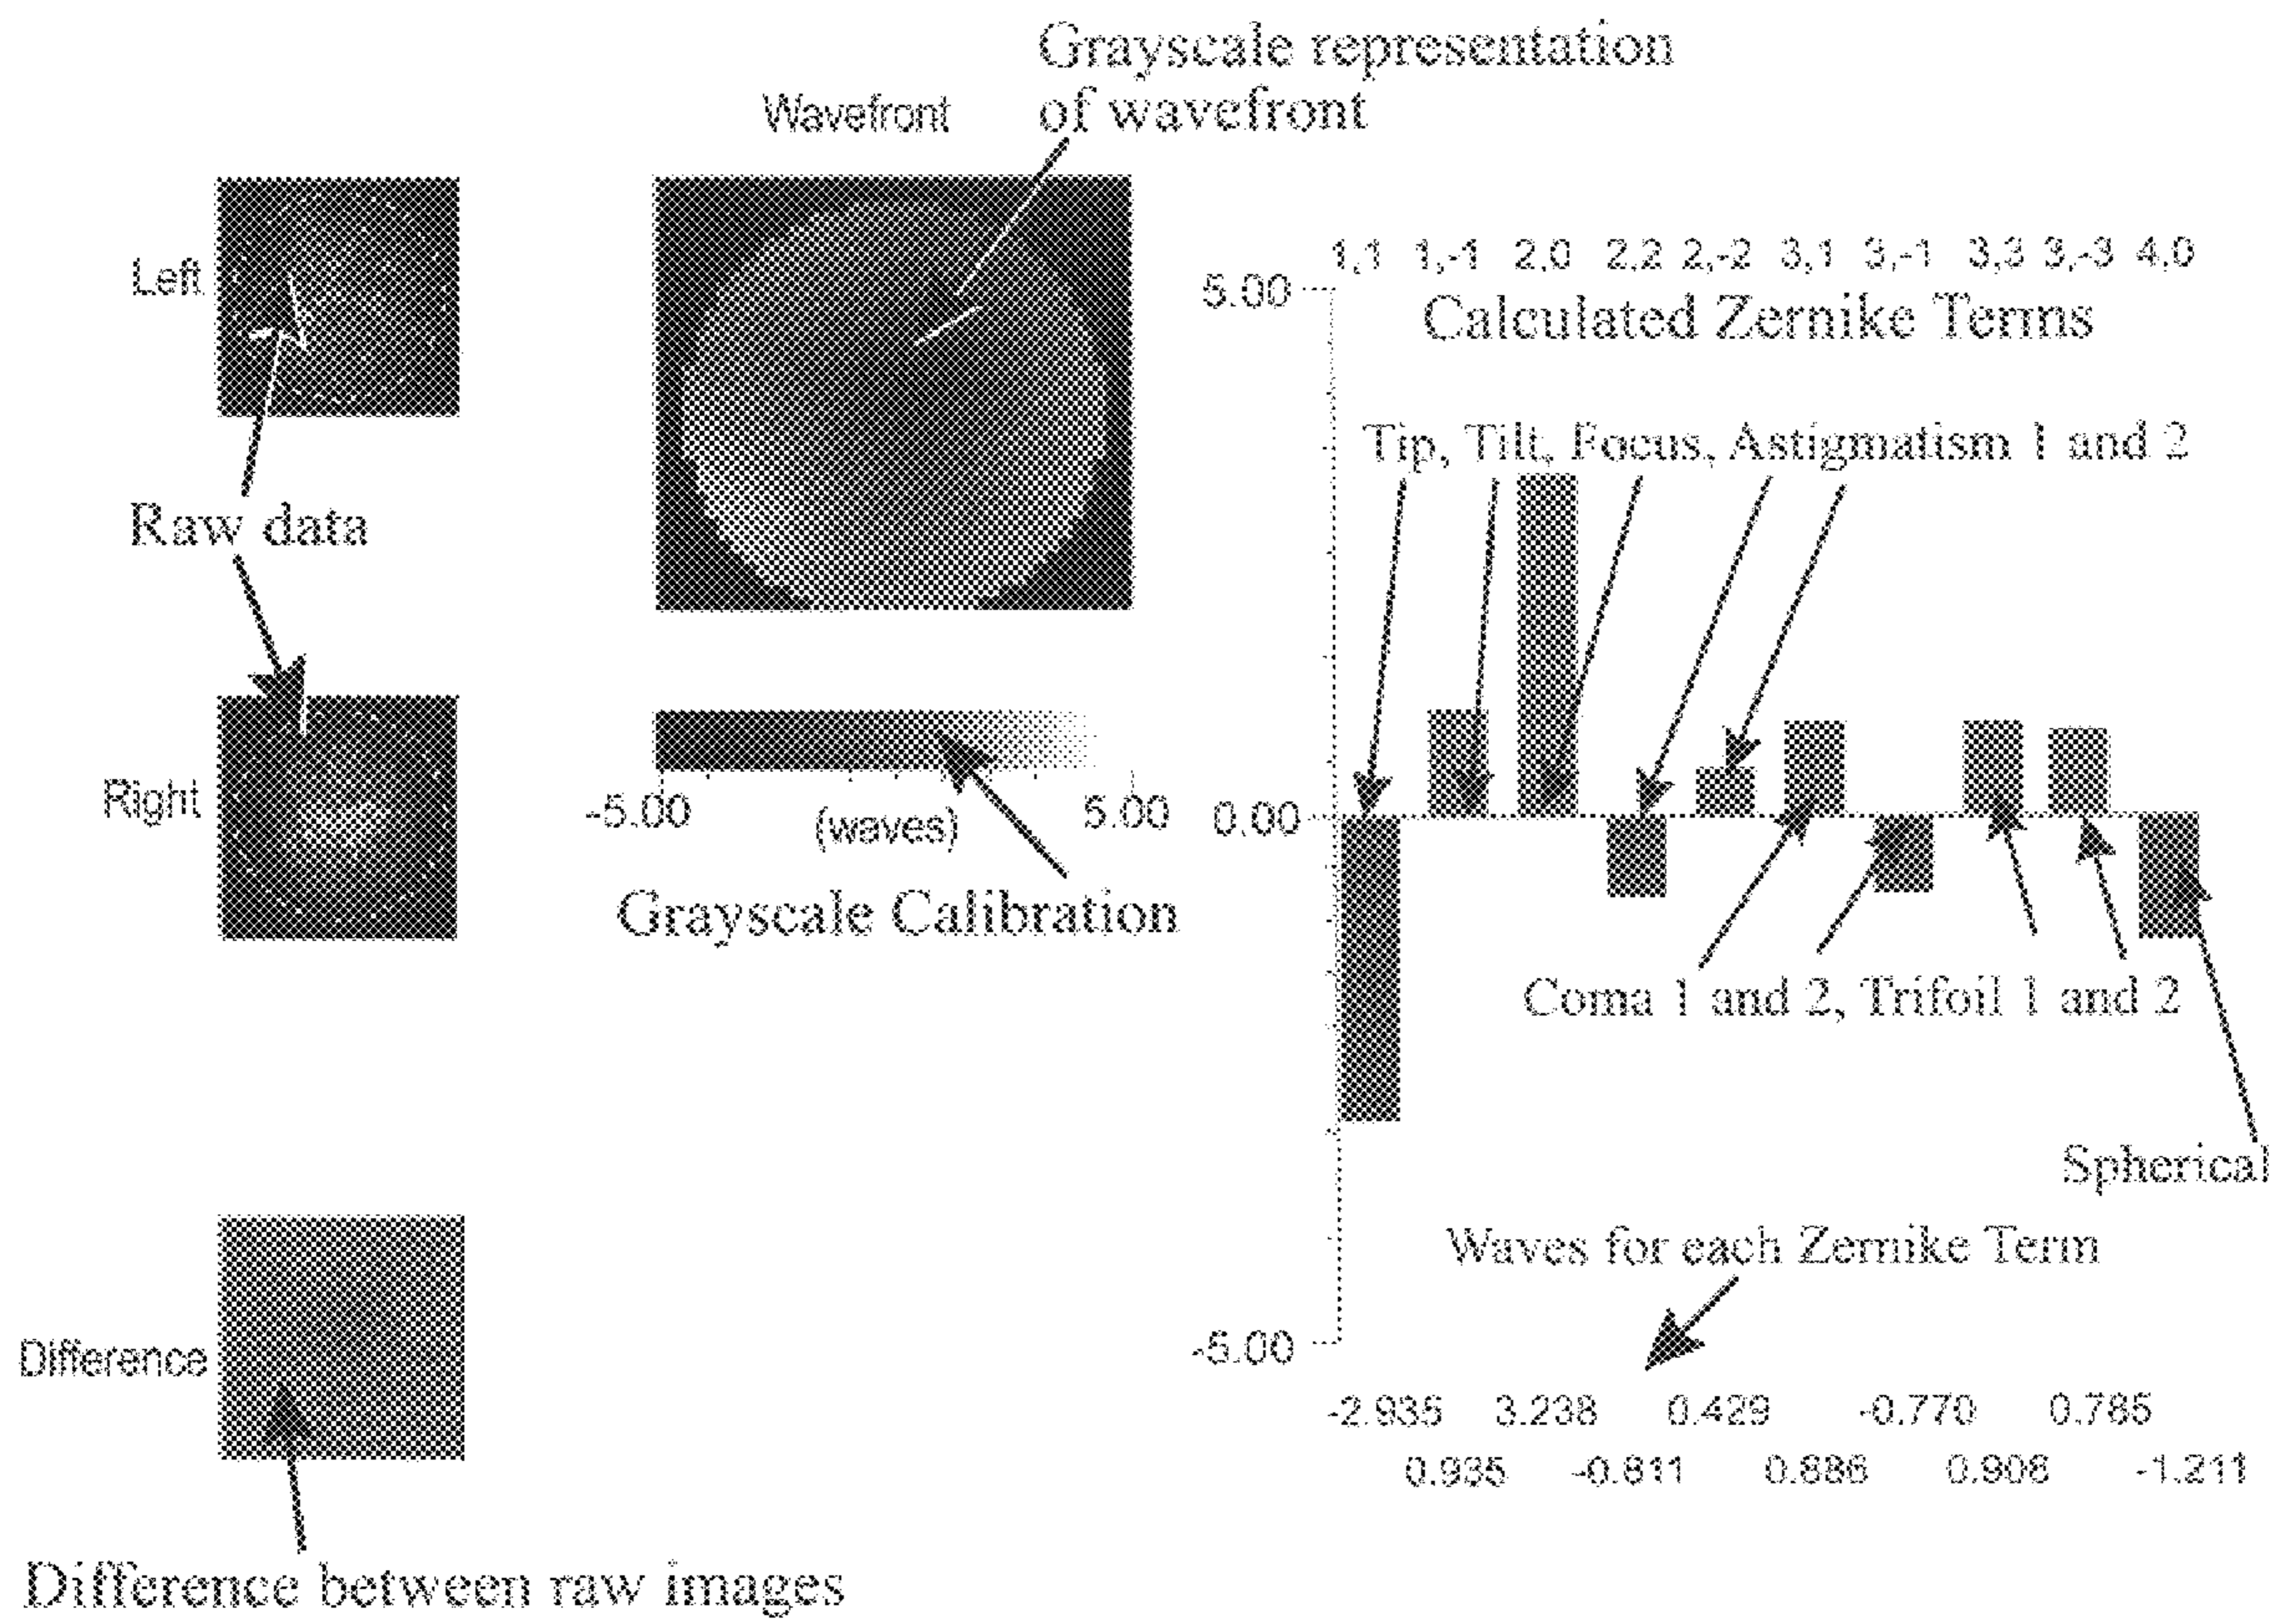 Grayscale representation
of wavefront
Wavefront
Left
Raw data
Right
-5.00
(waves)
5.00
Grayscale Calibration
Difference
Difference between raw images
1,1 1,-1 2,0 2,2 2,-2 3,1 3,-1 3,3 3,-3 4,0
5.00
Calculated Zernike Terms
Tip, Tilt, Focus, Astigmatism 1 and 2
0.00
Coma 1 and 2, Trifoil 1 and 2
Spherical
Waves for each Zernike Term
-5.00
-2.935 3.238 0.429 -0.770 0.785
0.935 -0.811 0.886 0.906 -1.211